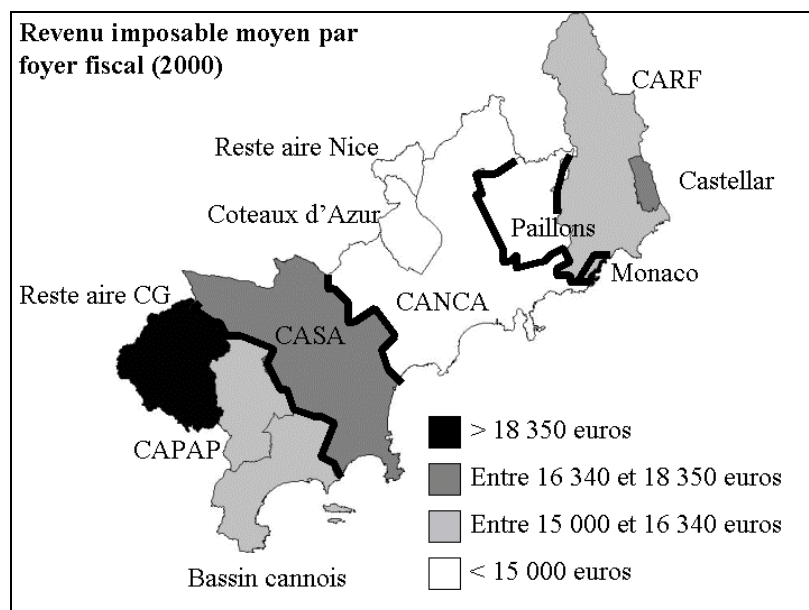 Revenu imposable moyen par
foyer fiscal (2000)
CARF
Reste aire Nice
Castellar
Coteaux d'Azur
Paillons
Monaco
Reste aire CG
CANCA
CASA
> 18 350 euros
CAPAP
Entre 16 340 et 18 350 euros
Entre 15 000 et 16 340 euros
Bassin cannois
< 15 000 euros